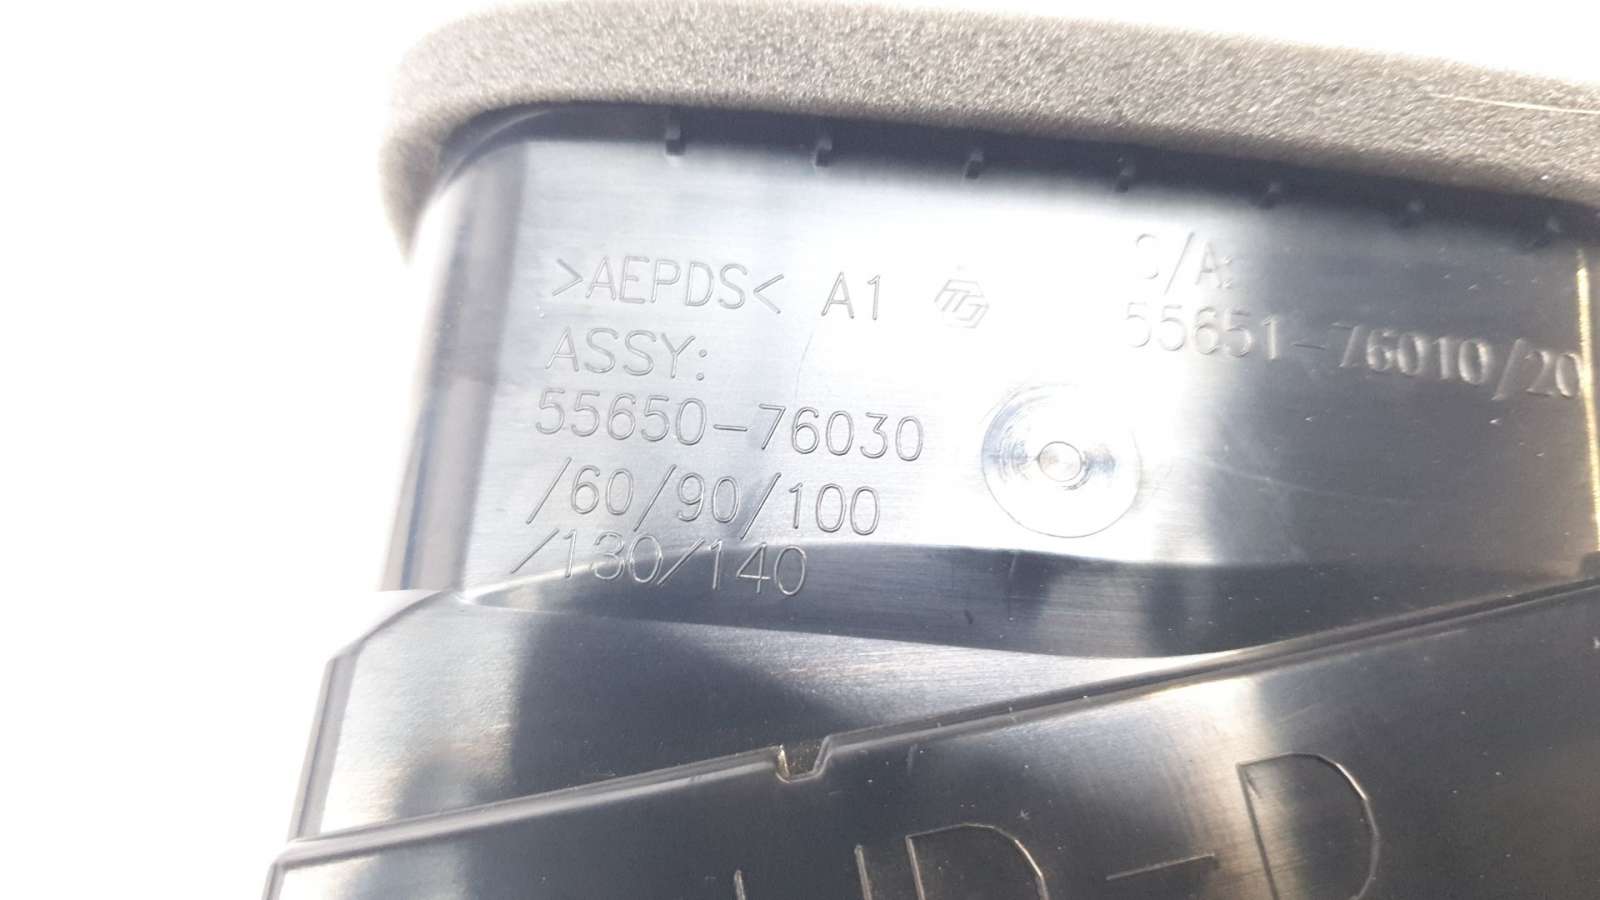 >AEPDS< A1
ASSY:
55650-76030
/60/90/100
/130/140
C/A:
55651-76010/20